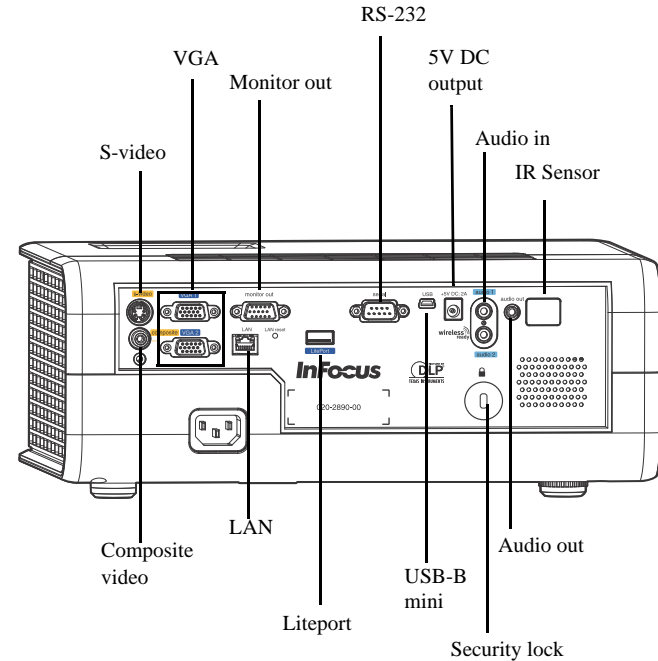 RS-232
VGA
5V DC
output
Monitor out
Audio in
S-video
IR Sensor
s-video
VGA 1
monitor out
serial
USB
+5V DC: 2A
audio 1
audio out
composite
VGA 2
LAN
LAN reset
LitePort
wireless
ready
audio 2
InFocus
DLP
TEXAS INSTRUMENTS
020-2890-00
LAN
Composite
video
Audio out
USB-B
mini
Liteport
Security lock